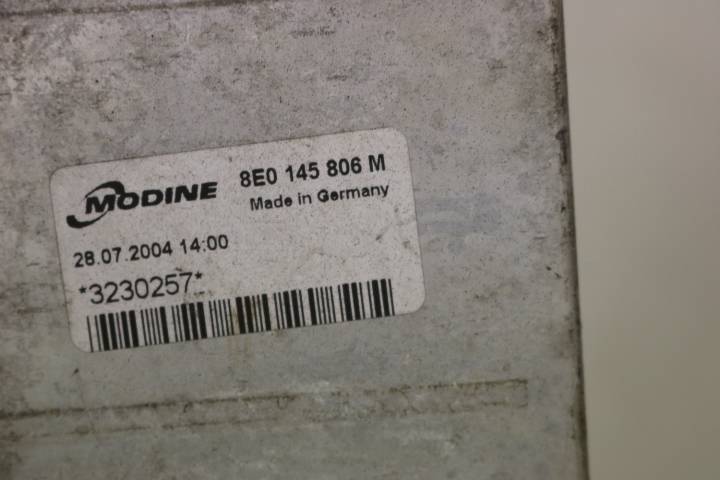 MODINE 8E0 145 806 M
Made in Germany
28.07.2004 14:00
*3230257*